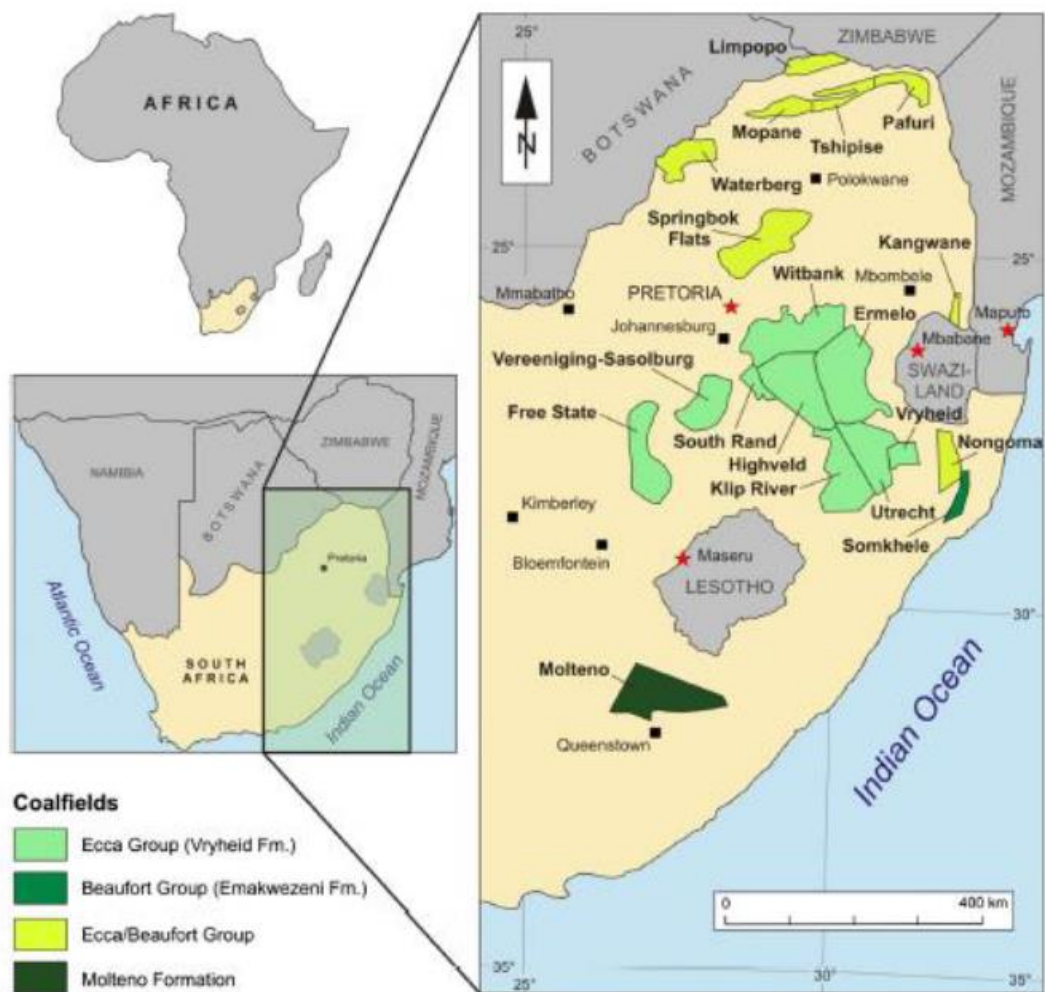 AFRICA
NAMIBIA
BOTSWANA
ZIMBABWE
MOZAMBIQUE
Pretoria
Atlantic Ocean
SOUTH
AFRICA
Indian Ocean
Coalfields
Ecca Group (Vryheid Fm.)
Beaufort Group (Emakwezeni Fm.)
Ecca/Beaufort Group
Molteno Formation
25°
N
BOTSWANA
Limpopo
ZIMBABWE
MOZAMBIQUE
Mopane
Tshipise
Pafuri
Waterberg
Polokwane
Springbok
Flats
Kangwane
25°
25°
Witbank
Mbombele
Mmabatho
PRETORIA
Johannesburg
Ermelo
Maputo
Mbabane
SWAZI-
LAND
Vereeniging-Sasolburg
Free State
South Rand
Highveld
Klip River
Vryheid
Nongoma
Utrecht
Somkhele
Kimberley
Bloemfontein
Maseru
LESOTHO
30°
Molteno
Queenstown
Indian Ocean
0 400 km
35°
25°
30°
35°